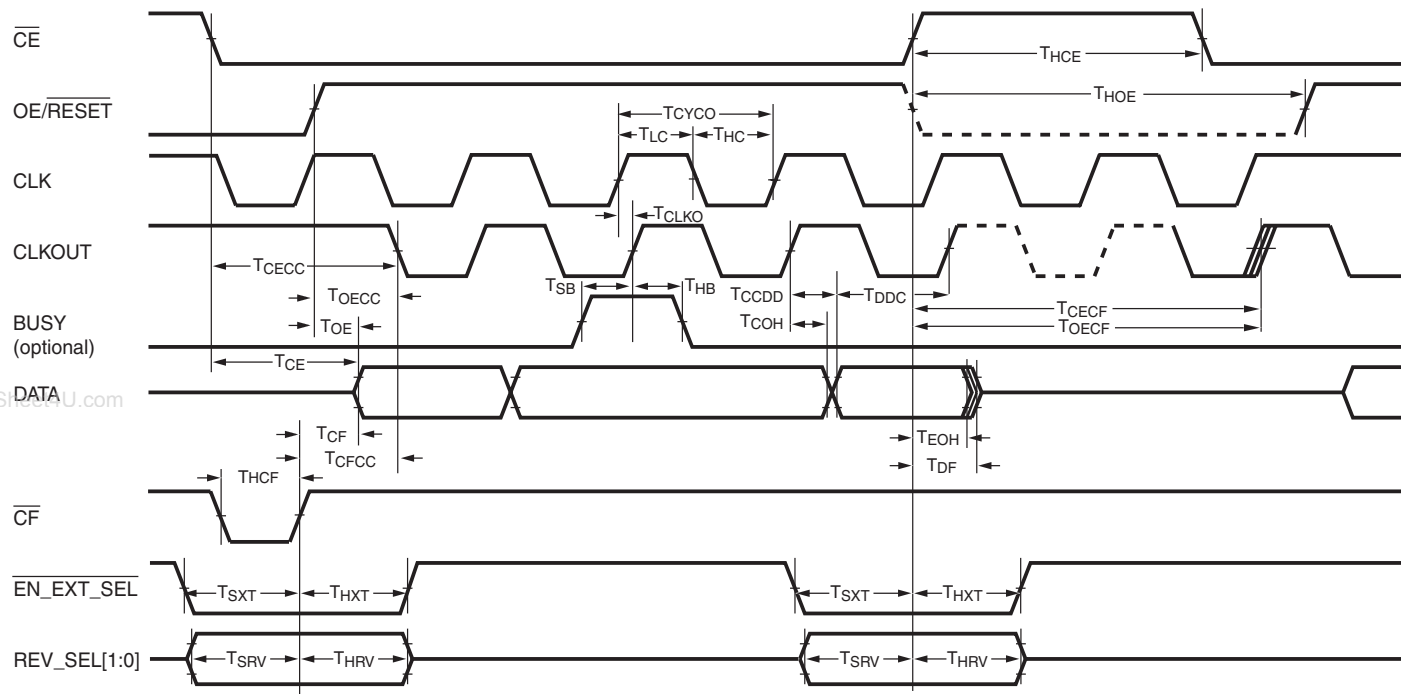 CE
THCE
OE/RESET
THOE
TCYCO
TLC
THC
CLK
TCLKO
CLKOUT
TCECC
TSB
THB
TCCDD
TDDC
TOECC
TCECF
TCOH
TOECF
BUSY
(optional)
TOE
TCE
DATA
Sheet4U.com
TCF
TEOH
TCFCC
TDF
THCF
CF
EN_EXT_SEL
TSXT
THXT
TSXT
THXT
REV_SEL[1:0]
TSRV
THRV
TSRV
THRV